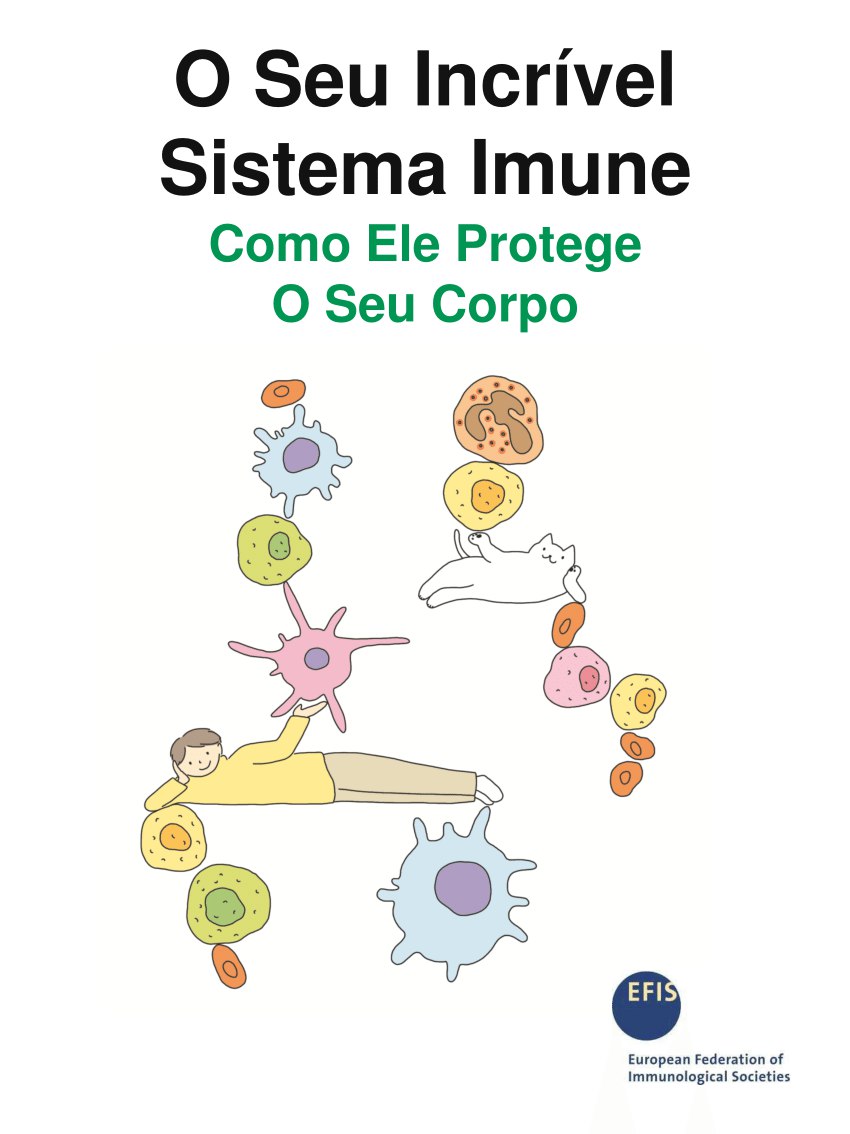 O Seu Incrível
Sistema Imune
Como Ele Protege
O Seu Corpo
EFIS
European Federation of
Immunological Societies